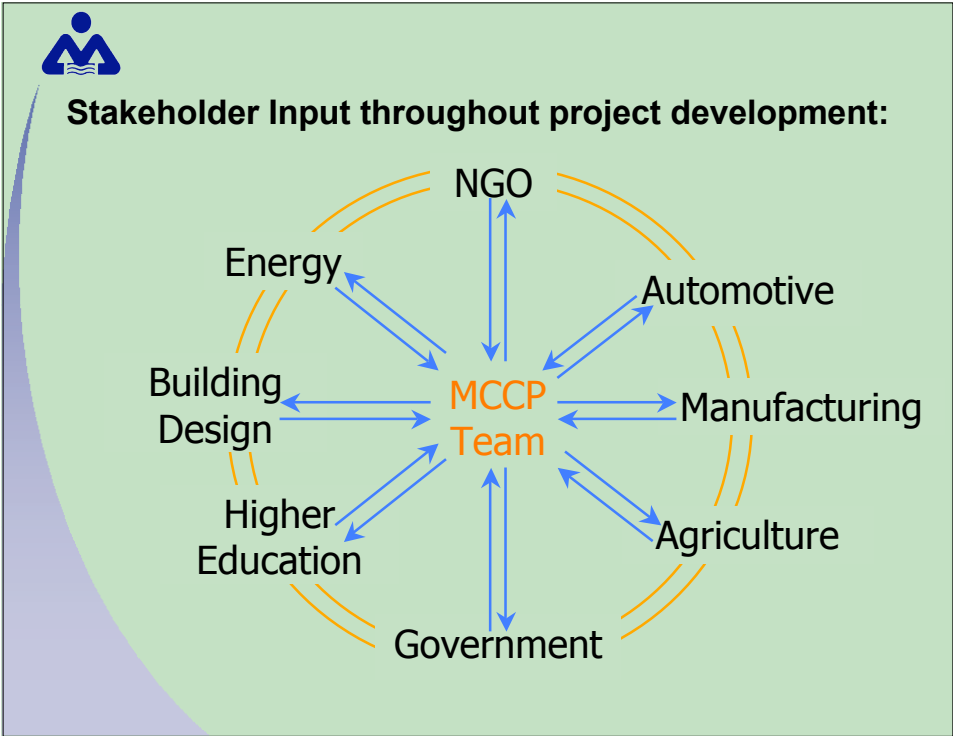 Stakeholder Input throughout project development:
NGO
Energy
Automotive
Building
Design
MCCP
Team
Manufacturing
Higher
Education
Agriculture
Government